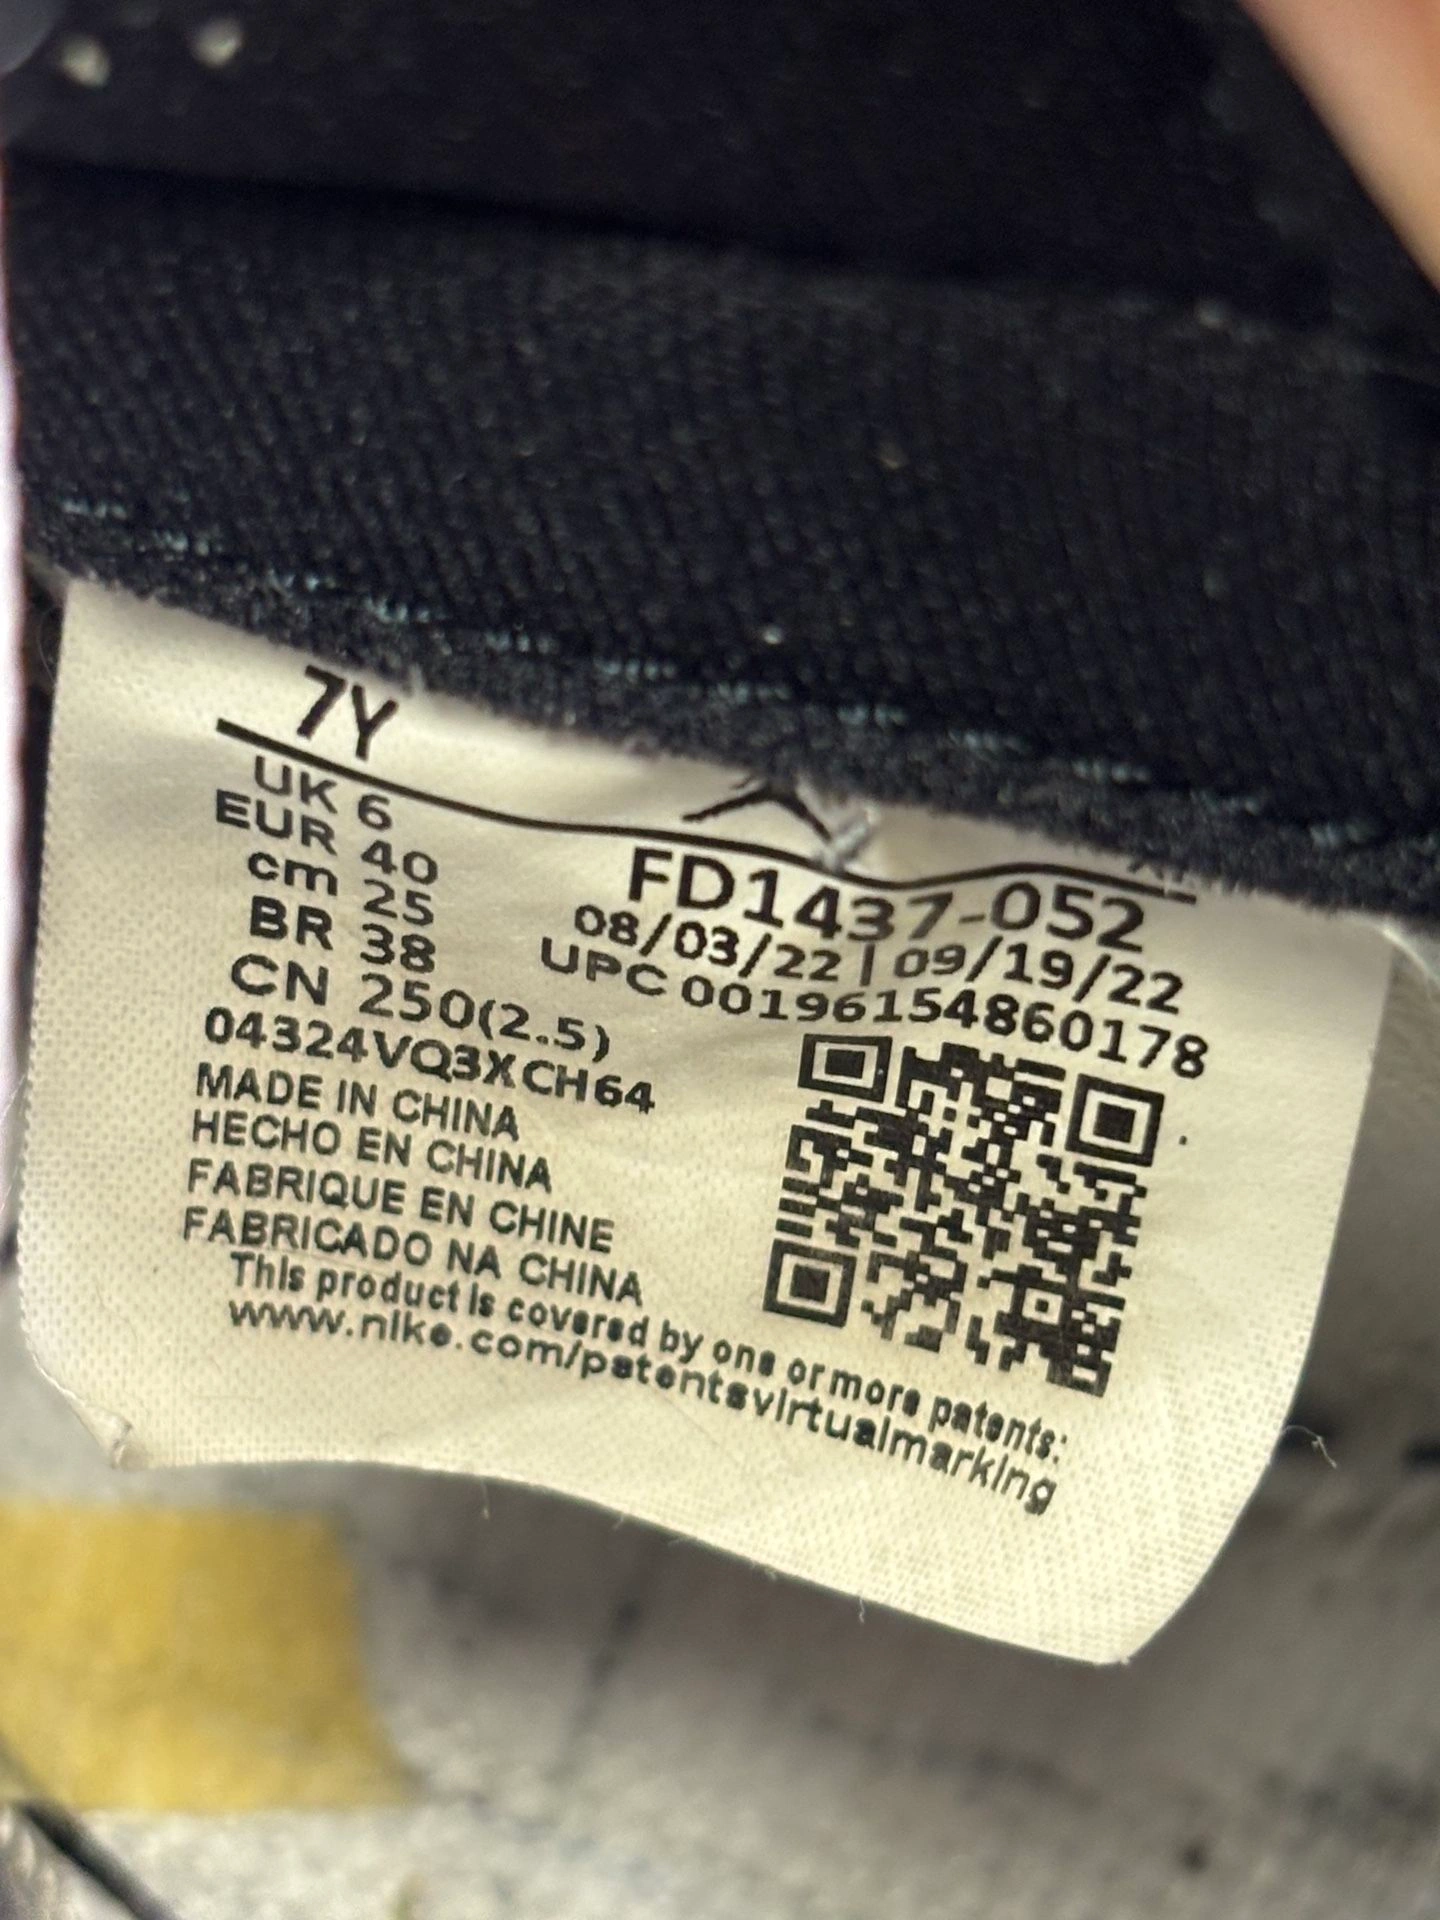 7Y
UK 6
EUR 40
cm 25
BR 38
CN 250(2.5)
04324VQ3XCH64
FD1437-052
08/03/22 | 09/19/22
UPC 00196154860178
MADE IN CHINA
HECHO EN CHINA
FABRIQUE EN CHINE
FABRICADO NA CHINA
This product is covered by one or more patents:
www.nike.com/patentsvirtualmarking